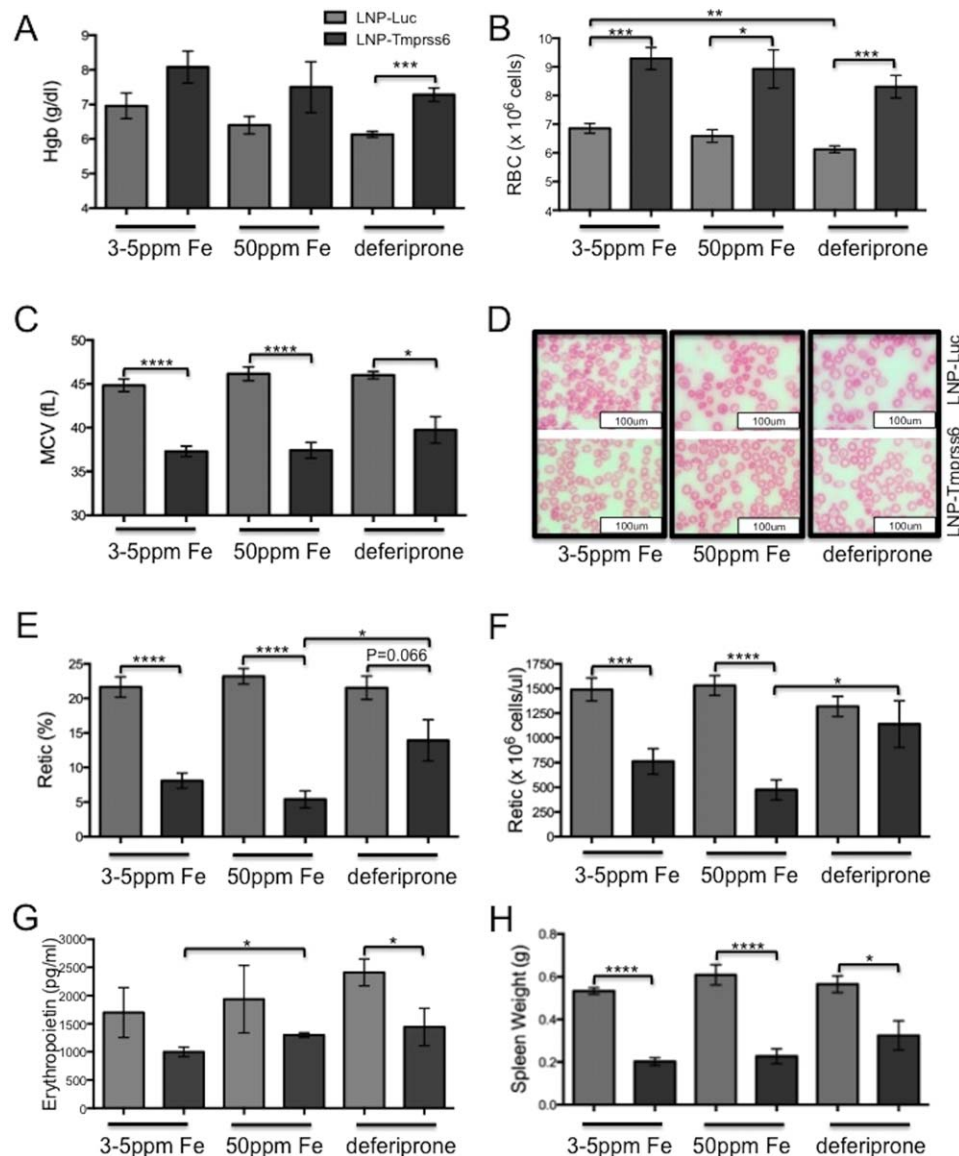 A
LNP-Luc
LNP-Tmprss6
Hgb (g/dl)
9
8
7
6
5
4
***
3-5ppm Fe 50ppm Fe deferiprone
B
RBC (x 10⁶ cells)
10
9
8
7
6
5
4
**
*** * ***
3-5ppm Fe 50ppm Fe deferiprone
C
MCV (fL)
50
45
40
35
30
**** **** *
3-5ppm Fe 50ppm Fe deferiprone
D
100um 100um 100um
LNP-Luc
100um 100um 100um
LNP-Tmprss6
3-5ppm Fe 50ppm Fe deferiprone
E
Retic (%)
25
20
15
10
5
0
*
**** **** P=0.066
3-5ppm Fe 50ppm Fe deferiprone
F
Retic (x 10⁶ cells/ul)
1750
1500
1250
1000
750
500
250
0
*** **** *
3-5ppm Fe 50ppm Fe deferiprone
G
Erythropoietin (pg/ml)
3000
2500
2000
1500
1000
500
0
* *
3-5ppm Fe 50ppm Fe deferiprone
H
Spleen Weight (g)
0.8
0.6
0.4
0.2
0.0
**** **** *
3-5ppm Fe 50ppm Fe deferiprone